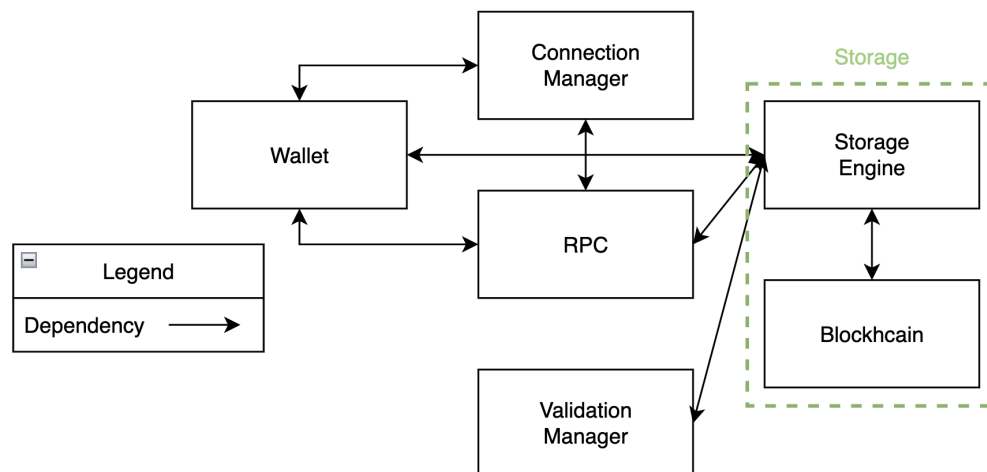 Connection
Manager
Storage
Wallet
Storage
Engine
RPC
Legend
Dependency
Blockhcain
Validation
Manager